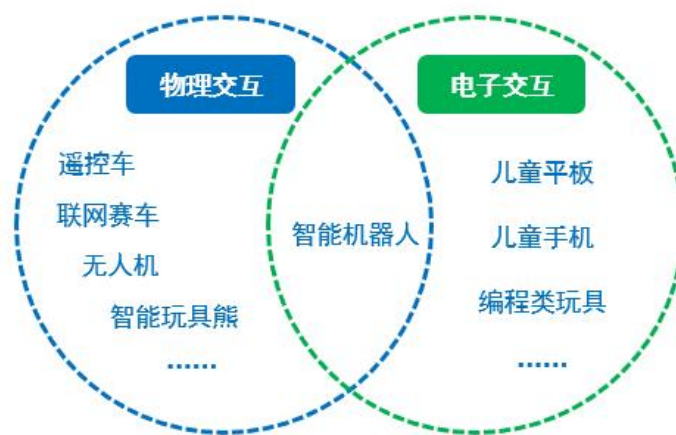 物理交互
遥控车
联网赛车
无人机
智能玩具熊
……
智能机器人
电子交互
儿童平板
儿童手机
编程类玩具
……